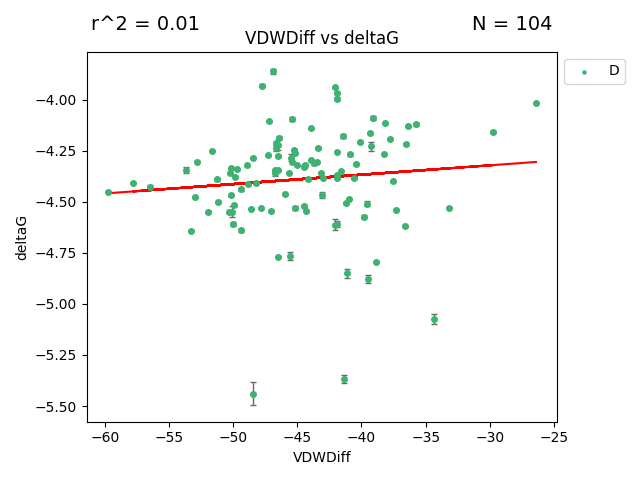 r^2 = 0.01
N = 104
VDWDiff vs deltaG
D
deltaG
−4.00
−4.25
−4.50
−4.75
−5.00
−5.25
−5.50
−60
−55
−50
−45
−40
−35
−30
−25
VDWDiff